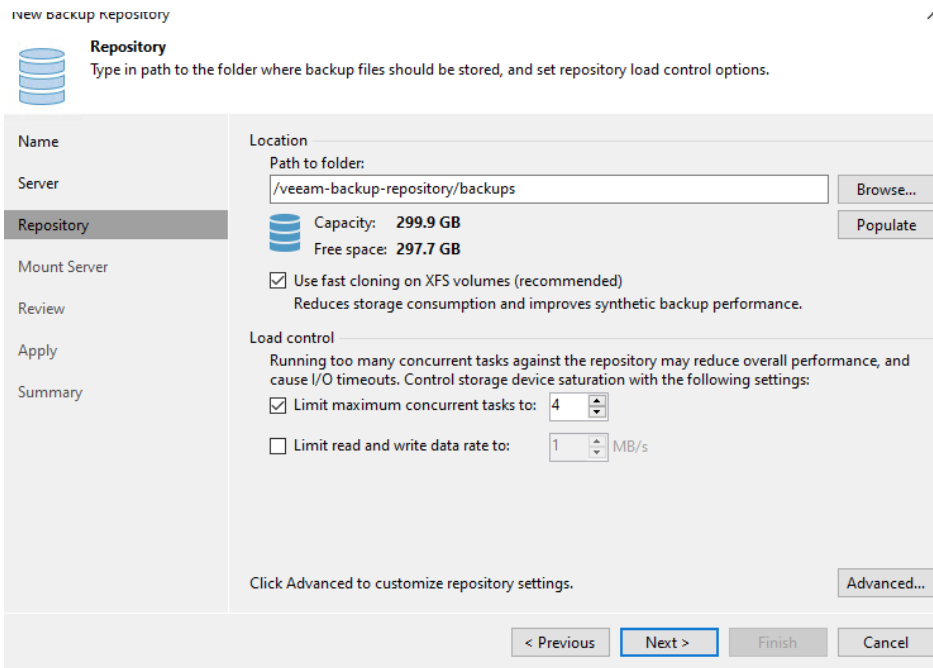 New Backup Repository
Repository
Type in path to the folder where backup files should be stored, and set repository load control options.
Name
Server
Repository
Mount Server
Review
Apply
Summary
Location
Path to folder:
/veeam-backup-repository/backups
Browse...
Capacity: 299.9 GB
Populate
Free space: 297.7 GB
Use fast cloning on XFS volumes (recommended)
Reduces storage consumption and improves synthetic backup performance.
Load control
Running too many concurrent tasks against the repository may reduce overall performance, and
cause I/O timeouts. Control storage device saturation with the following settings:
Limit maximum concurrent tasks to: 4
Limit read and write data rate to: 1 MB/s
Click Advanced to customize repository settings.
Advanced...
< Previous
Next >
Finish
Cancel